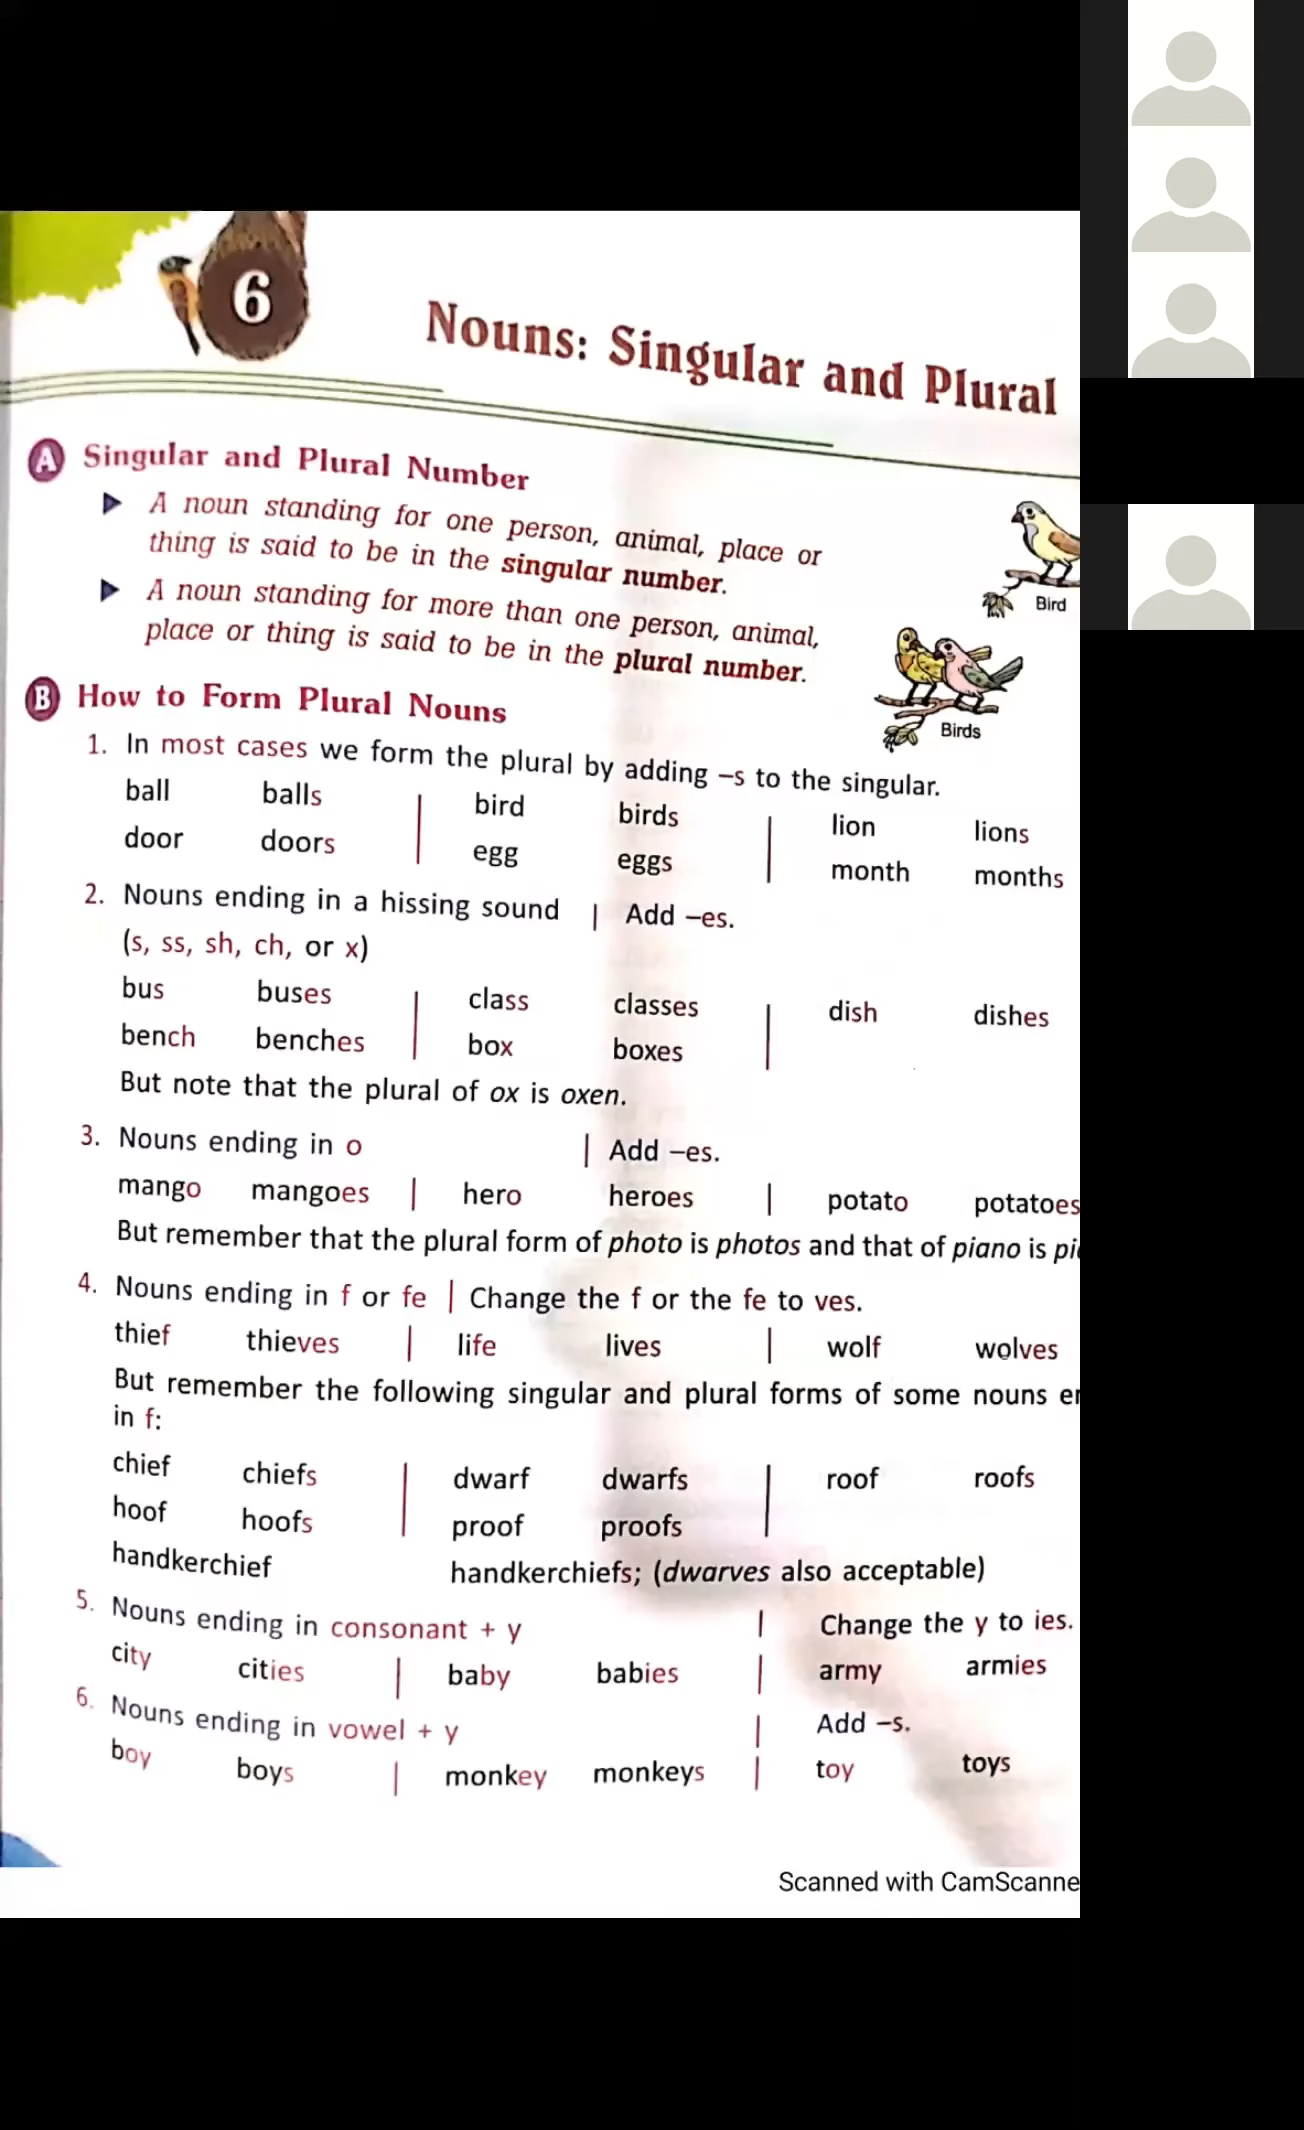 6
Nouns: Singular and Plural
A Singular and Plural Number
A noun standing for one person, animal, place or
thing is said to be in the singular number.
A noun standing for more than one person, animal,
place or thing is said to be in the plural number.
Bird
Birds
B How to Form Plural Nouns
1. In most cases we form the plural by adding –s to the singular.
ball balls | bird birds | lion lions
door doors | egg eggs | month months
2. Nouns ending in a hissing sound | Add –es.
(s, ss, sh, ch, or x)
bus buses | class classes | dish dishes
bench benches | box boxes
But note that the plural of ox is oxen.
3. Nouns ending in o | Add –es.
mango mangoes | hero heroes | potato potatoes
But remember that the plural form of photo is photos and that of piano is
4. Nouns ending in f or fe | Change the f or the fe to ves.
thief thieves | life lives | wolf wolves
But remember the following singular and plural forms of some nouns
in f:
chief chiefs | dwarf dwarfs | roof roofs
hoof hoofs | proof proofs
handkerchief handkerchiefs; (dwarves also acceptable)
5. Nouns ending in consonant + y | Change the y to ies.
city cities | baby babies | army armies
6. Nouns ending in vowel + y | Add –s.
boy boys | monkey monkeys | toy toys
Scanned with CamScanne